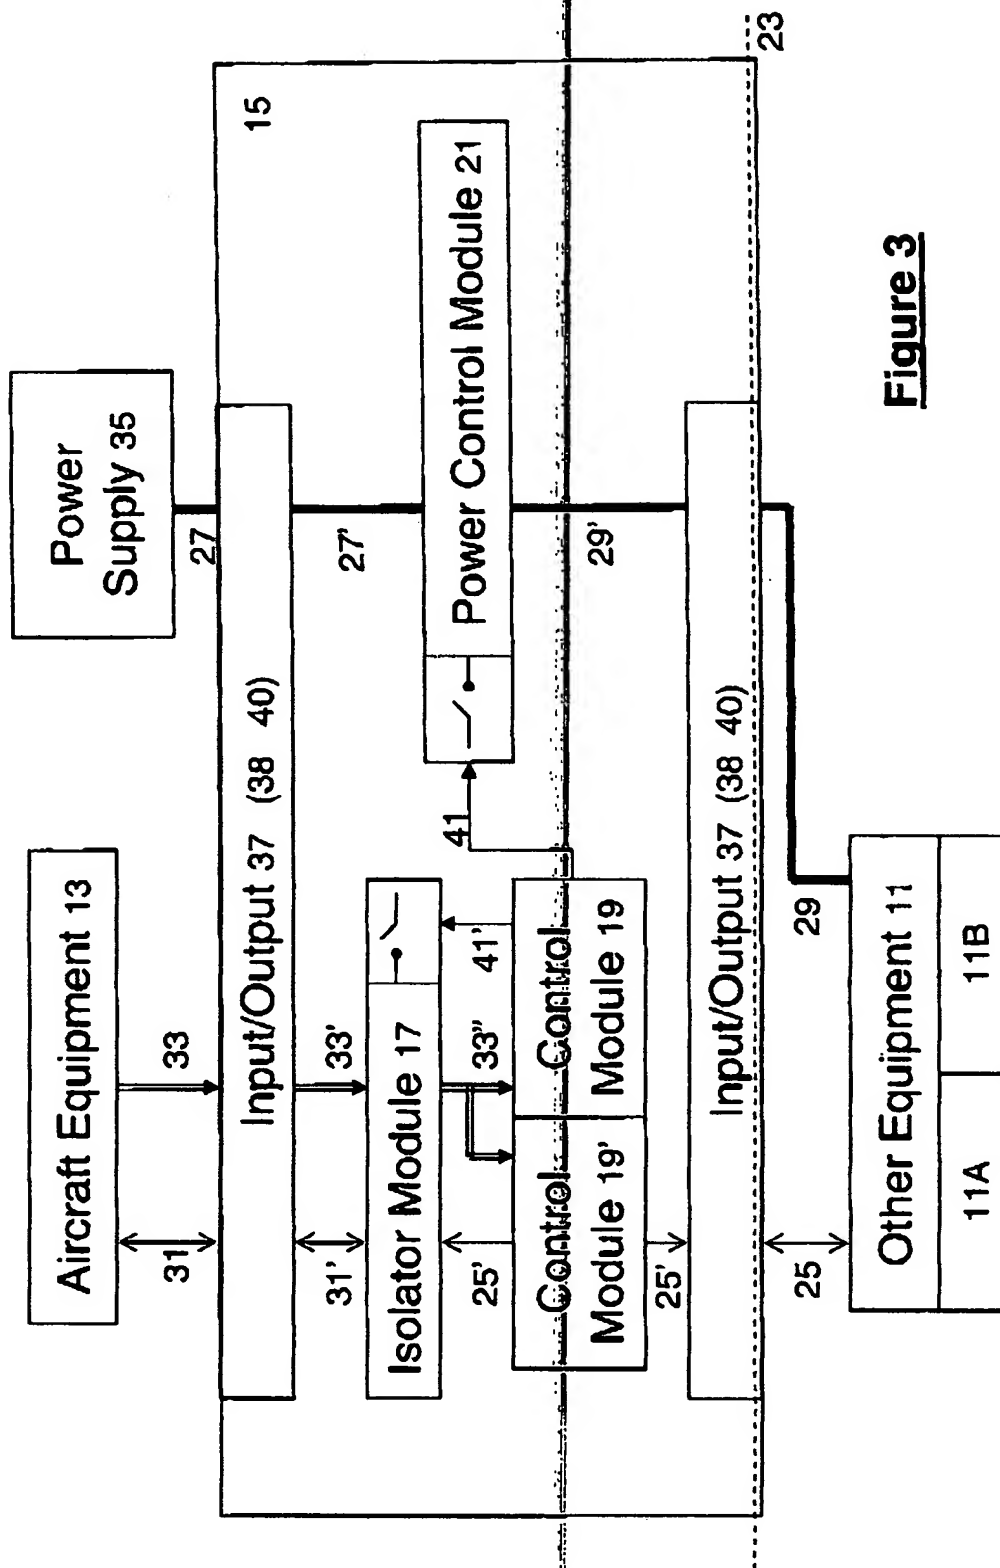 Aircraft Equipment 13
Power
Supply 35
31
33
27
15
Input/Output 37 (38 40)
31'
33'
27'
Isolator Module 17
Power Control Module 21
25'
33"
41'
41
Control
Module 19'
Control
Module 19
25'
29'
Input/Output 37 (38 40)
23
25
29
Other Equipment 11
11A
11B
Figure 3